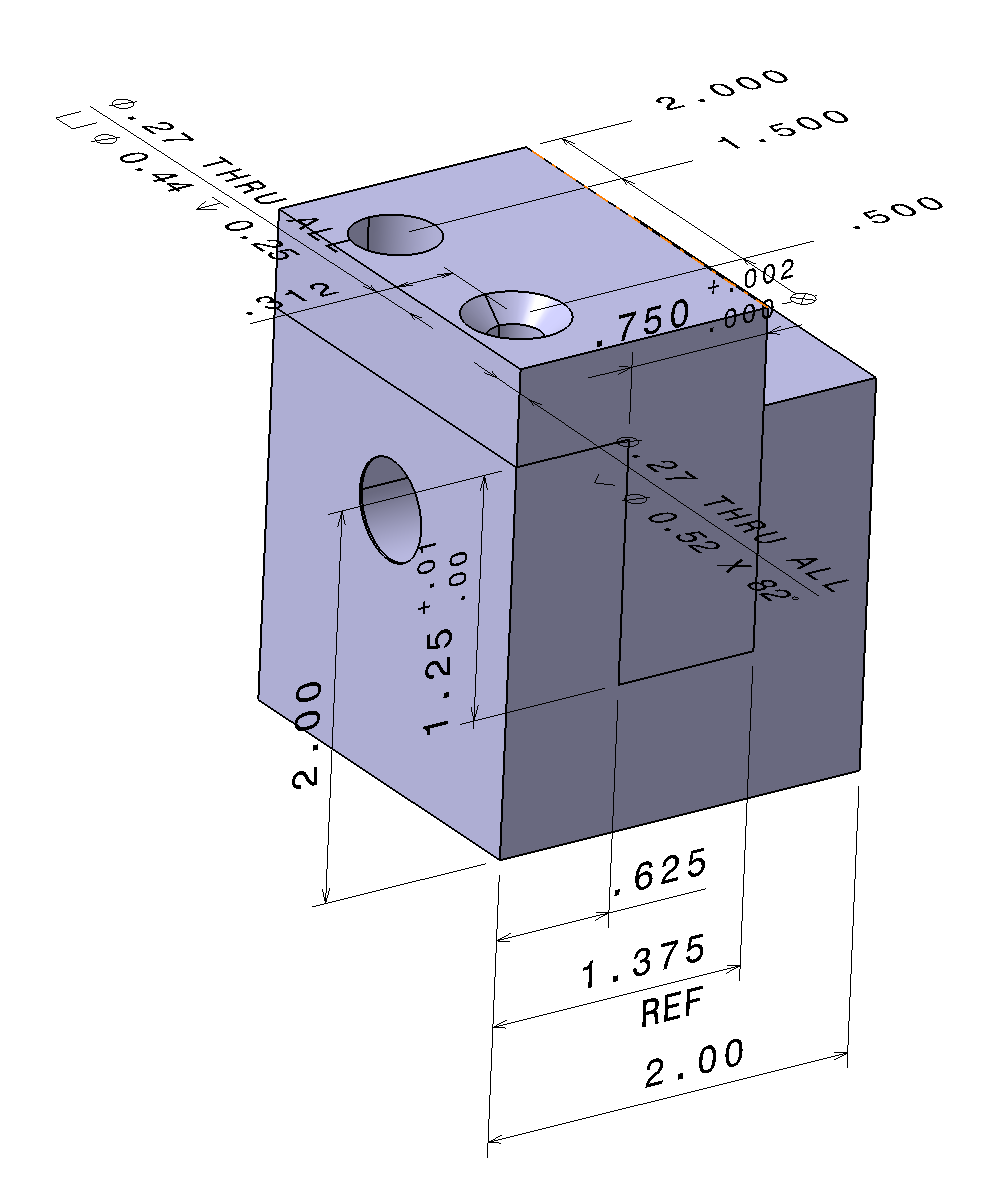 2.000
1.500
.500
⌀.27 THRU ALL
⌴ ⌀ 0.44 ↧ 0.25
.312
.750 +.002
.000
⌀.27 THRU ALL
⌵ ⌀ 0.52 X 82°
1.25 +.01
.00
2.00
.625
1.375
REF
2.00